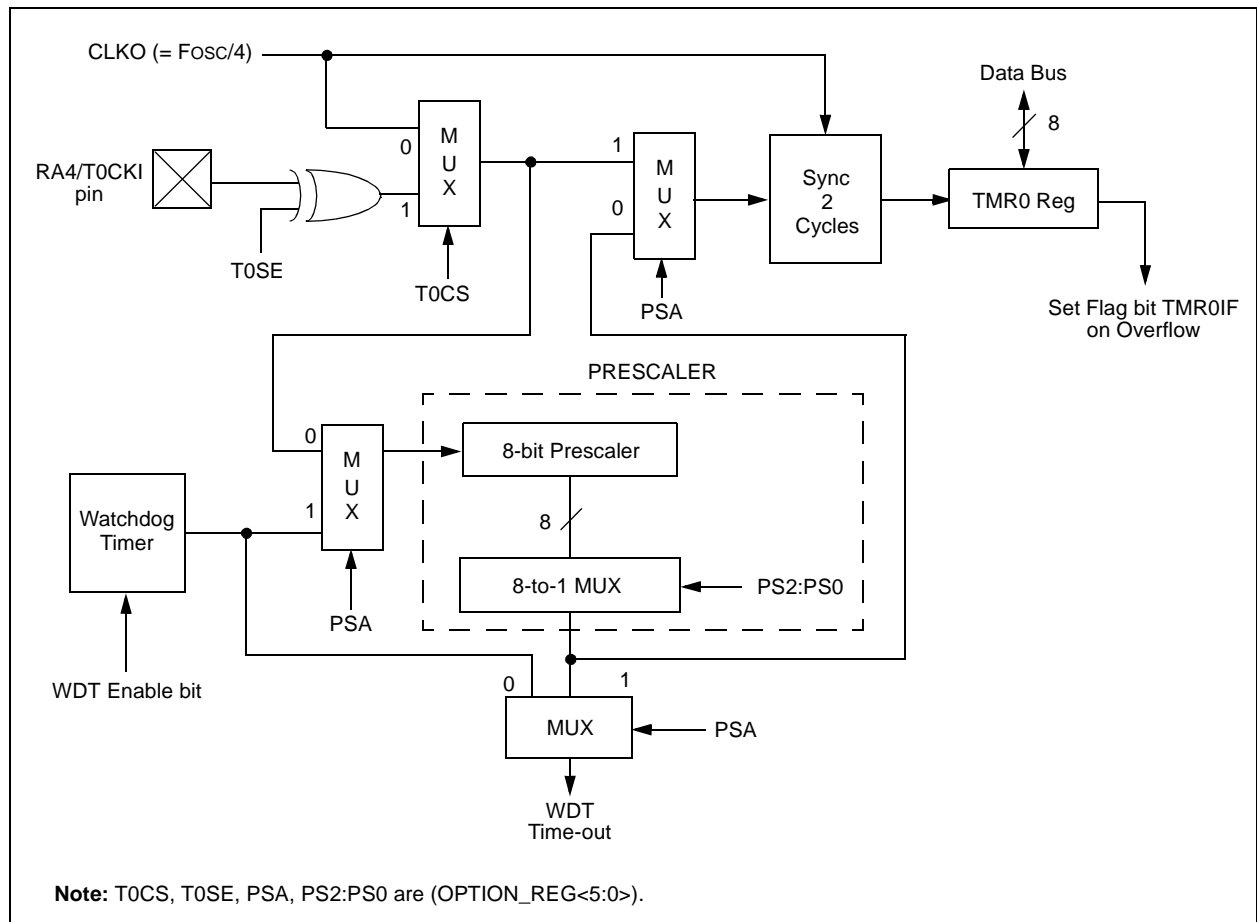 CLKO (= FOSC/4)
Data Bus
8
M
U
X
0
1
RA4/T0CKI
pin
T0SE
T0CS
1
0
M
U
X
PSA
Sync
2
Cycles
TMR0 Reg
Set Flag bit TMR0IF
on Overflow
PRESCALER
0
1
M
U
X
PSA
8-bit Prescaler
8
8-to-1 MUX
PS2:PS0
Watchdog
Timer
WDT Enable bit
0
1
MUX
PSA
WDT
Time-out
Note: T0CS, T0SE, PSA, PS2:PS0 are (OPTION_REG<5:0>).